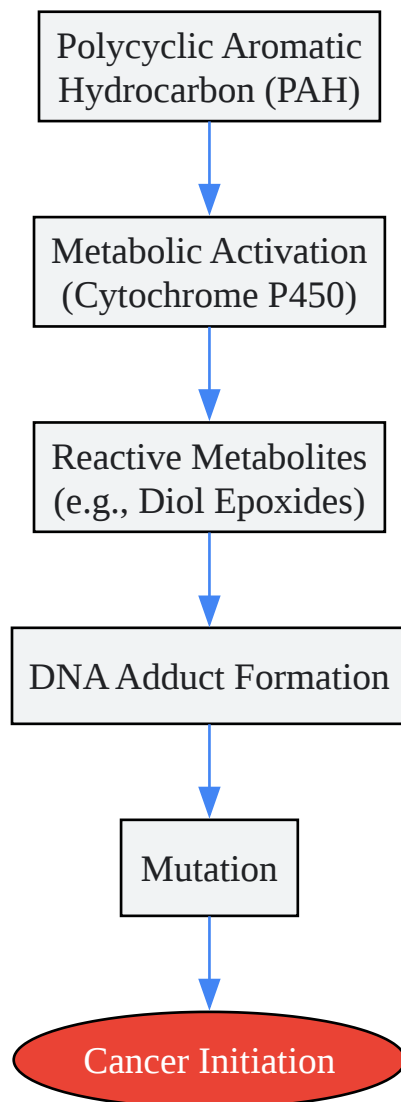 Polycyclic Aromatic
Hydrocarbon (PAH)
Metabolic Activation
(Cytochrome P450)
Reactive Metabolites
(e.g., Diol Epoxides)
DNA Adduct Formation
Mutation
Cancer Initiation